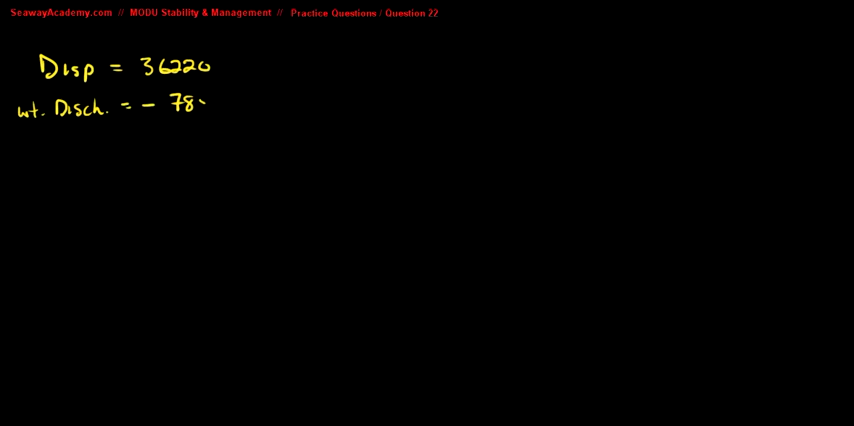 SeawayAcademy.com // MODU Stability & Management // Practice Questions / Question 22
Disp = 36220
wt. Disch. = - 78